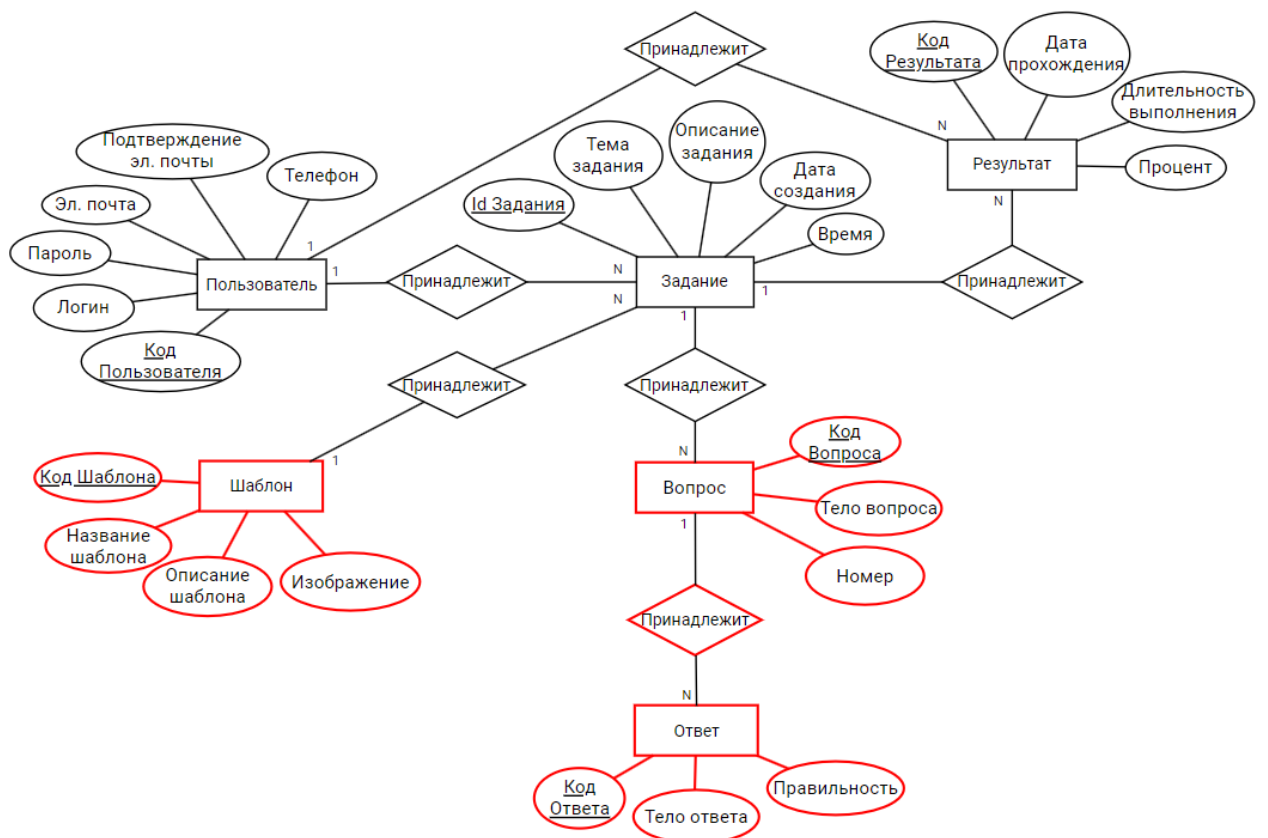 Принадлежит
Код
Результата
Дата
прохождения
Длительность
выполнения
N
Результат
Процент
N
Подтверждение
эл. почты
Телефон
Эл. почта
Пароль
Логин
Код
Пользователя
Пользователь
1
1
Принадлежит
N
N
Тема
задания
Описание
задания
Дата
создания
Id Задания
Время
Задание
1
1
Принадлежит
Принадлежит
Принадлежит
1
N
Код Шаблона
Шаблон
Название
шаблона
Описание
шаблона
Изображение
Вопрос
Код
Вопроса
Тело вопроса
Номер
1
Принадлежит
N
Ответ
Код
Ответа
Тело ответа
Правильность